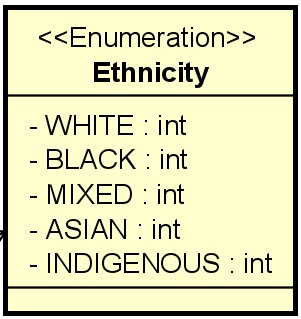 <<Enumeration>>
Ethnicity
- WHITE : int
- BLACK : int
- MIXED : int
- ASIAN : int
- INDIGENOUS : int